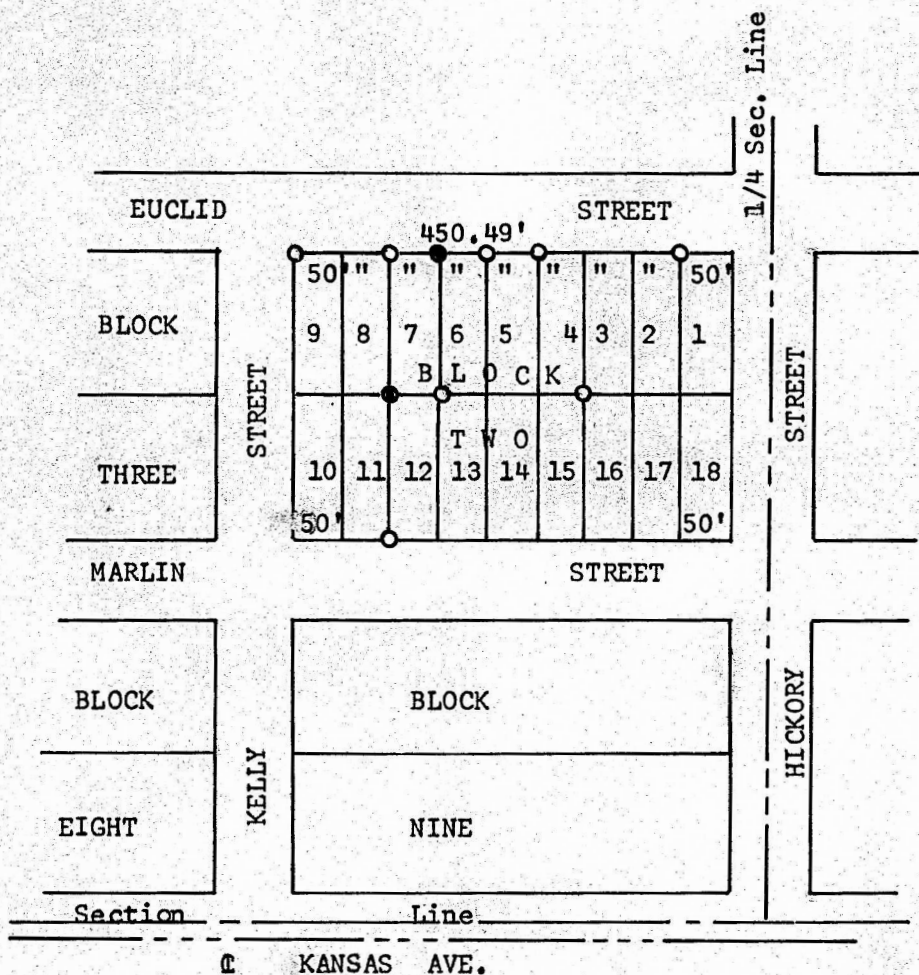 1/4 Sec. Line
EUCLID STREET
450.49'
50' " " " " " " " 50'
BLOCK
9 8 7 6 5 4 3 2 1
BLOCK
STREET
STREET
TWO
THREE
10 11 12 13 14 15 16 17 18
50' 50'
MARLIN STREET
BLOCK BLOCK
HICKORY
KELLY
EIGHT NINE
Section Line
℄ KANSAS AVE.